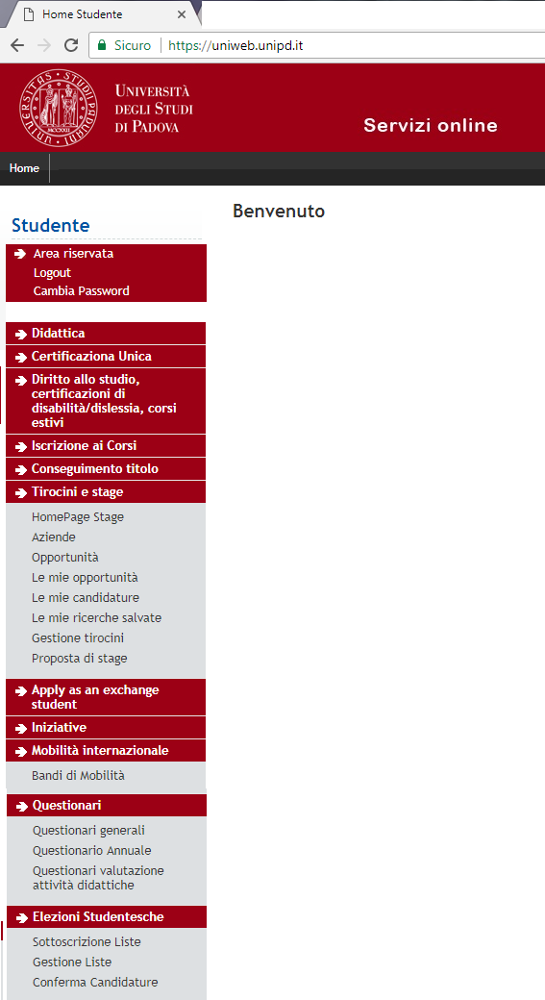 Home Studente
Sicuro
https://uniweb.unipd.it
UNIVERSITÀ
DEGLI STUDI
DI PADOVA
Servizi online
Home
Benvenuto
Studente
Area riservata
Logout
Cambia Password
Didattica
Certificaziona Unica
Diritto allo studio,
certificazioni di
disabilità/dislessia, corsi
estivi
Iscrizione ai Corsi
Conseguimento titolo
Tirocini e stage
HomePage Stage
Aziende
Opportunità
Le mie opportunità
Le mie candidature
Le mie ricerche salvate
Gestione tirocini
Proposta di stage
Apply as an exchange
student
Iniziative
Mobilità internazionale
Bandi di Mobilità
Questionari
Questionari generali
Questionario Annuale
Questionari valutazione
attività didattiche
Elezioni Studentesche
Sottoscrizione Liste
Gestione Liste
Conferma Candidature